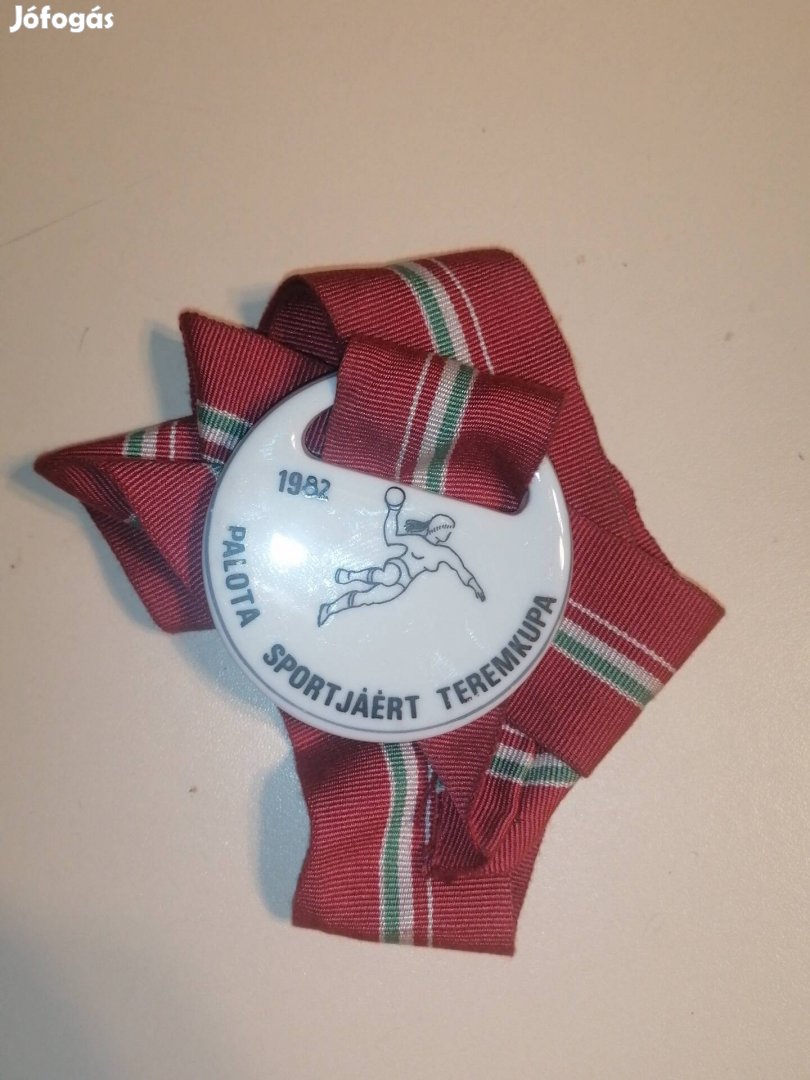 Jófogás
1982
PALOTA SPORTJÁÉRT TEREMKUPA